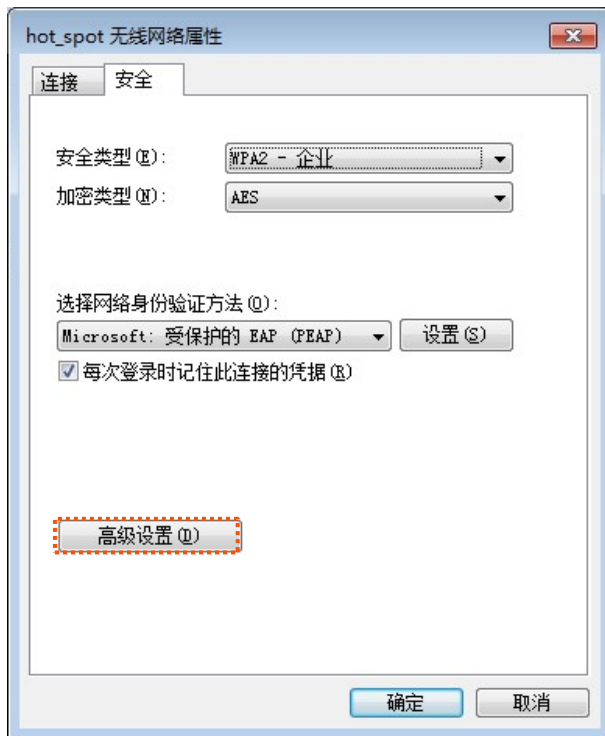 hot_spot 无线网络属性
连接 安全
安全类型(E): WPA2 - 企业
加密类型(N): AES
选择网络身份验证方法(O):
Microsoft: 受保护的 EAP (PEAP) 设置(S)
每次登录时记住此连接的凭据(R)
高级设置(D)
确定 取消